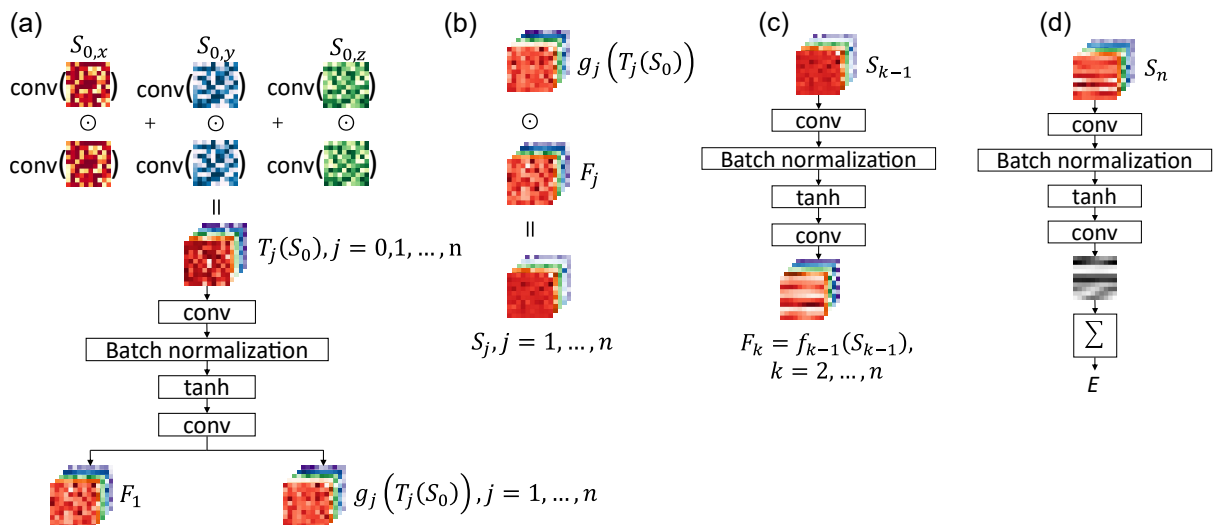 (a)
S_{0,x} S_{0,y} S_{0,z}
conv( ) conv( ) conv( )
⊙ + ⊙ + ⊙
conv( ) conv( ) conv( )
=
T_j(S_0), j = 0,1, …, n
conv
Batch normalization
tanh
conv
F_1
g_j(T_j(S_0)), j = 1, …, n
(b)
g_j(T_j(S_0))
⊙
F_j
=
S_j, j = 1, …, n
(c)
S_{k−1}
conv
Batch normalization
tanh
conv
F_k = f_{k−1}(S_{k−1}),
k = 2, …, n
(d)
S_n
conv
Batch normalization
tanh
conv
∑
E